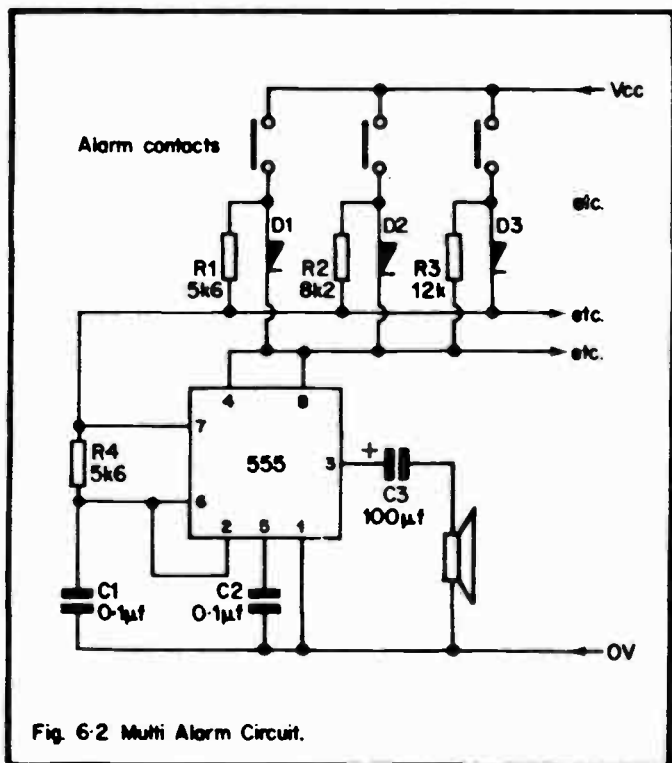 Vcc
Alarm contacts
etc.
D1
D2
D3
R1
5k6
R2
8k2
R3
12k
etc.
etc.
4
8
7
R4
5k6
555
3
+
C3
100µf
6
2
5
1
C1
0·1µf
C2
0·1µf
0V
Fig. 6·2 Multi Alarm Circuit.